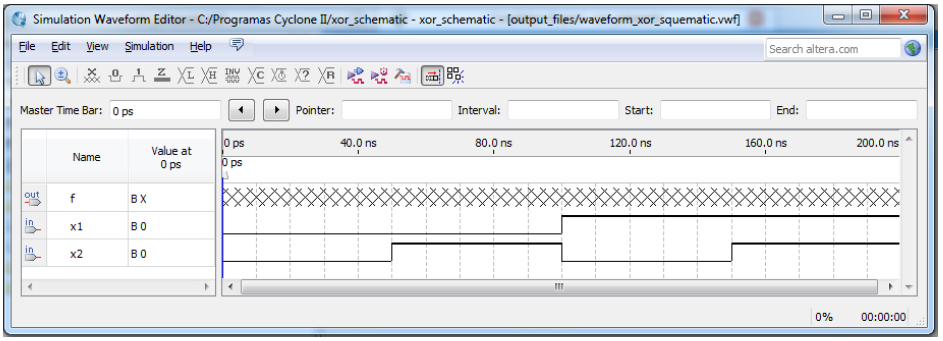 Simulation Waveform Editor - C:/Programas Cyclone II/xor_schematic - xor_schematic - [output_files/waveform_xor_squematic.vwf]
File Edit View Simulation Help Search altera.com
Master Time Bar: 0 ps Pointer: Interval: Start: End:
Name Value at 0 ps
0 ps 40.0 ns 80.0 ns 120.0 ns 160.0 ns 200.0 ns
0 ps
out f B X
in x1 B 0
in x2 B 0
0% 00:00:00